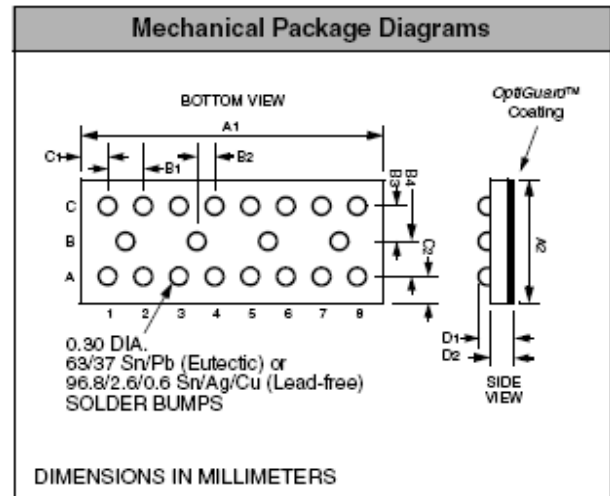 Mechanical Package Diagrams
BOTTOM VIEW
OptiGuard™
Coating
A1
C1
B1
B2
B3
B4
C
B
A
C2
A2
1 2 3 4 5 6 7 8
D1
D2
SIDE
VIEW
0.30 DIA.
63/37 Sn/Pb (Eutectic) or
96.8/2.6/0.6 Sn/Ag/Cu (Lead-free)
SOLDER BUMPS
DIMENSIONS IN MILLIMETERS